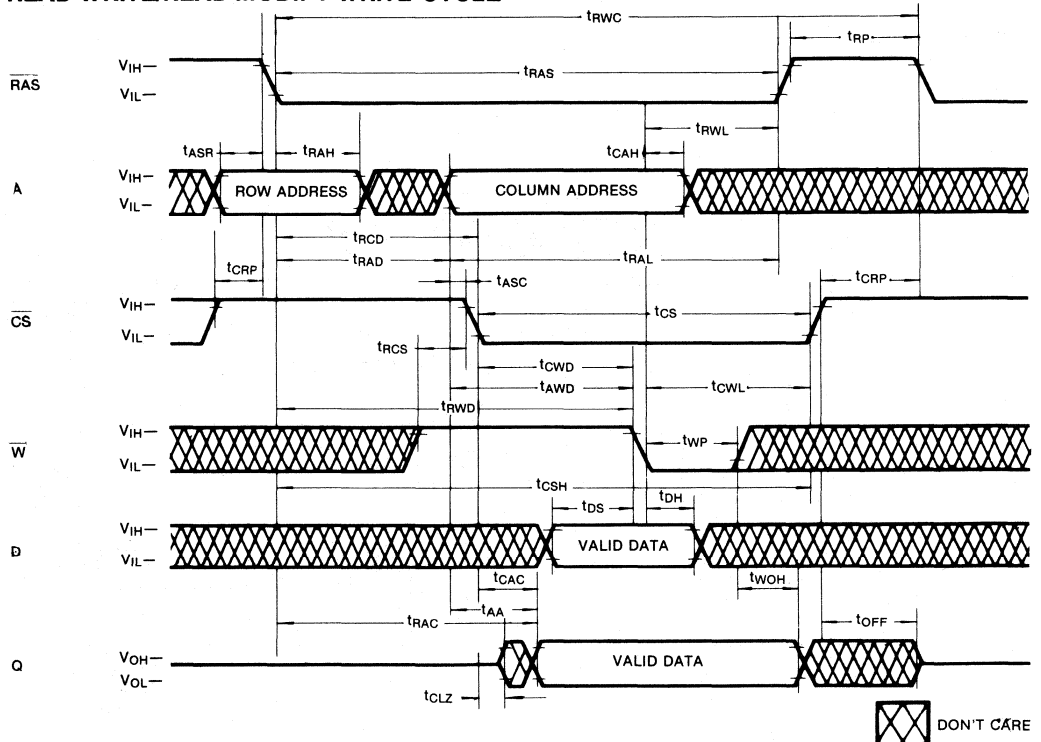 READ-WRITE/READ-MODIFY-WRITE CYCLE
tRWC
tRP
RAS
VIH—
VIL—
tRAS
tRWL
tASR
tRAH
tCAH
A
VIH—
VIL—
ROW ADDRESS
COLUMN ADDRESS
tRCD
tRAD
tRAL
tCRP
tASC
tCRP
CS
VIH—
VIL—
tCS
tRCS
tCWD
tAWD
tCWL
tRWD
W
VIH—
VIL—
tWP
tCSH
tDS
tDH
D
VIH—
VIL—
VALID DATA
tCAC
tWOH
tAA
tRAC
tOFF
Q
VOH—
VOL—
VALID DATA
tCLZ
DON'T CARE